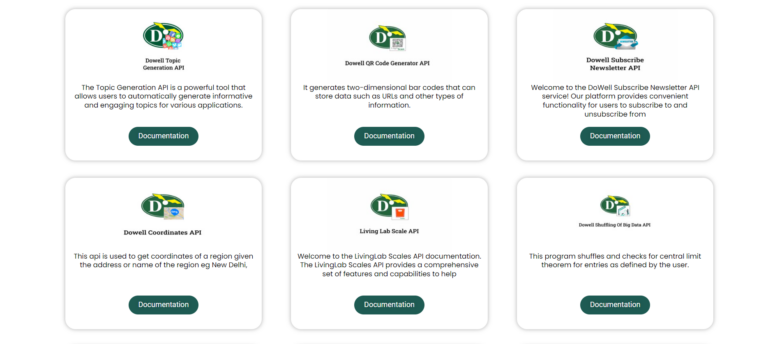 Dowell Topic
Generation API
The Topic Generation API is a powerful tool that
allows users to automatically generate informative
and engaging topics for various applications.
Documentation
Dowell QR Code Generator API
It generates two-dimensional bar codes that can
store data such as URLs and other types of
information.
Documentation
Dowell Subscribe
Newsletter API
Welcome to the DoWell Subscribe Newsletter API
service! Our platform provides convenient
functionality for users to subscribe to and
unsubscribe from
Documentation
Dowell Coordinates API
This api is used to get coordinates of a region given
the address or name of the region eg New Delhi,
Documentation
Living Lab Scale API
Welcome to the LivingLab Scales API documentation.
The LivingLab Scales API provides a comprehensive
set of features and capabilities to help
Documentation
Dowell Shuffling Of Big Data API
This program shuffles and checks for central limit
theorem for entries as defined by the user.
Documentation